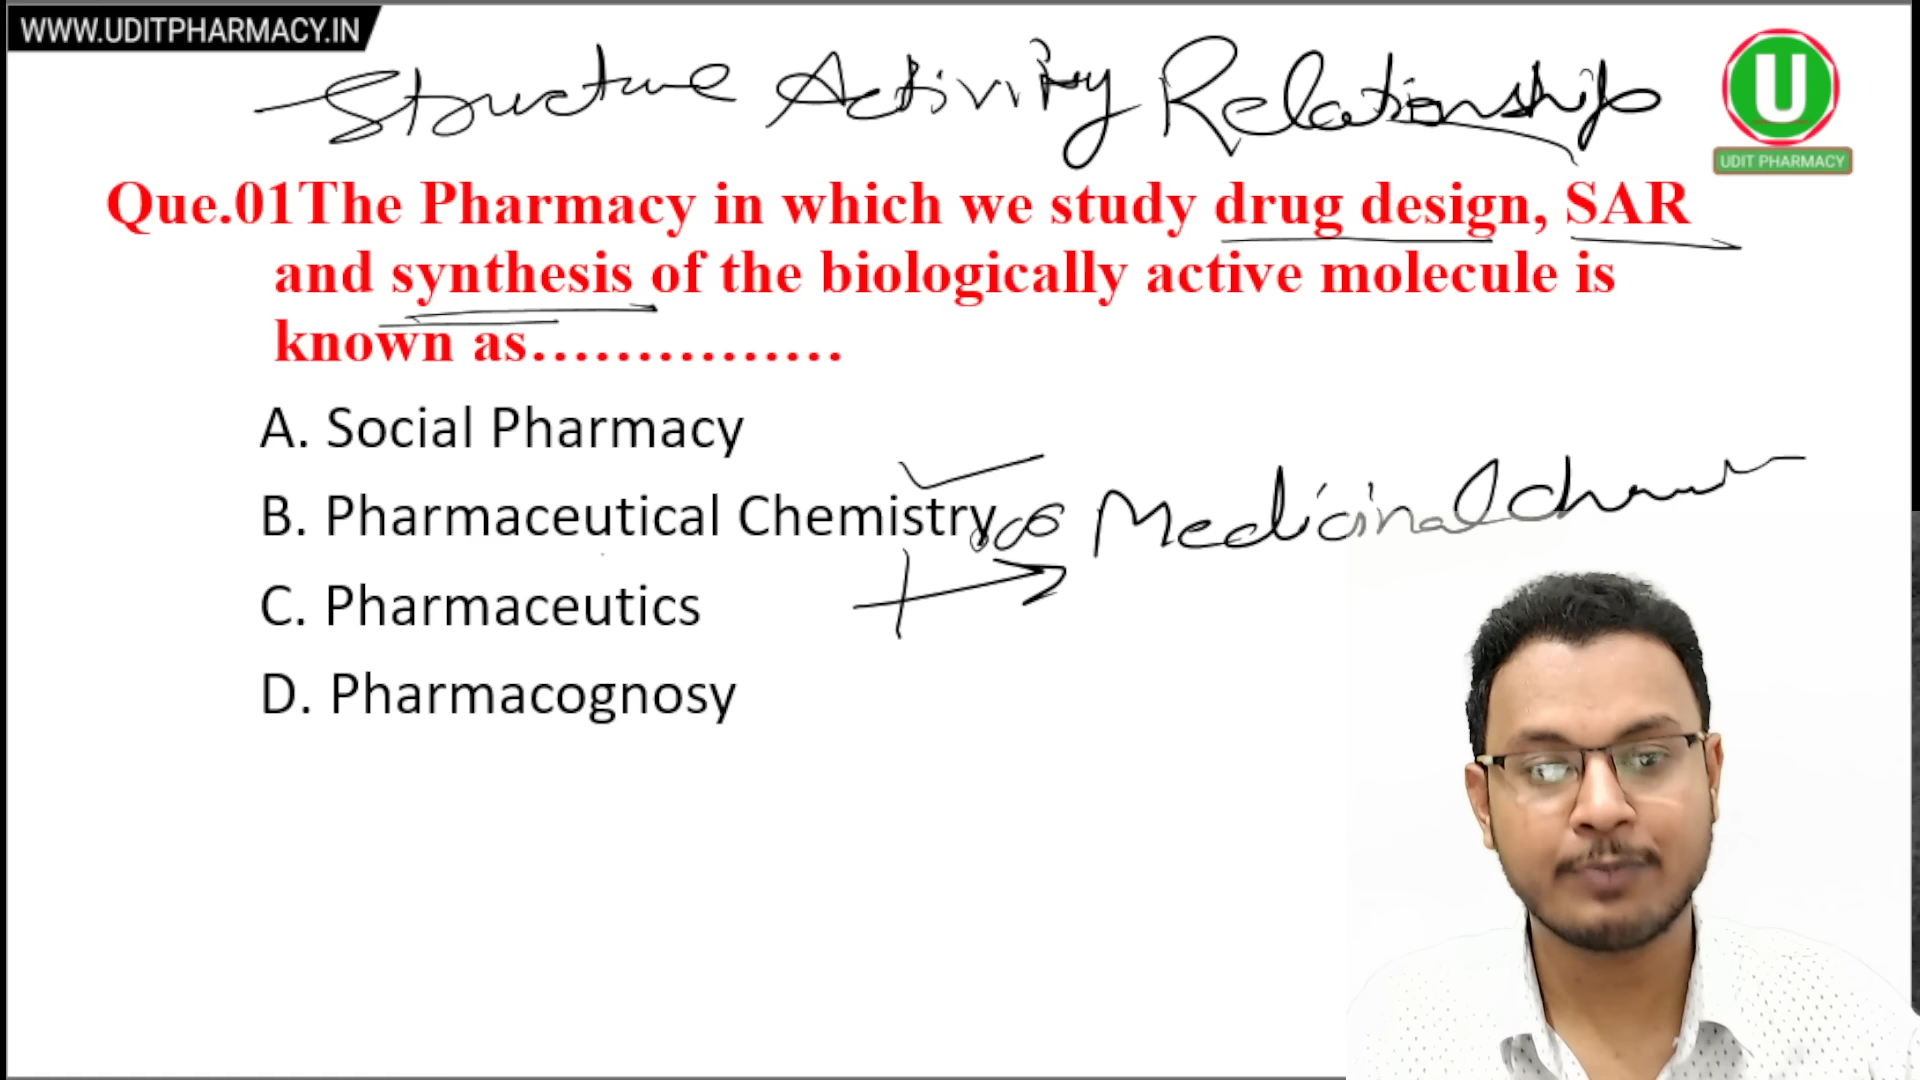 WWW.UDITPHARMACY.IN
Structure Activity Relationship
U
UDIT PHARMACY
Que.01The Pharmacy in which we study drug design, SAR
and synthesis of the biologically active molecule is
known as……………
A. Social Pharmacy
B. Pharmaceutical Chemistry or Medicinal
C. Pharmaceutics
D. Pharmacognosy